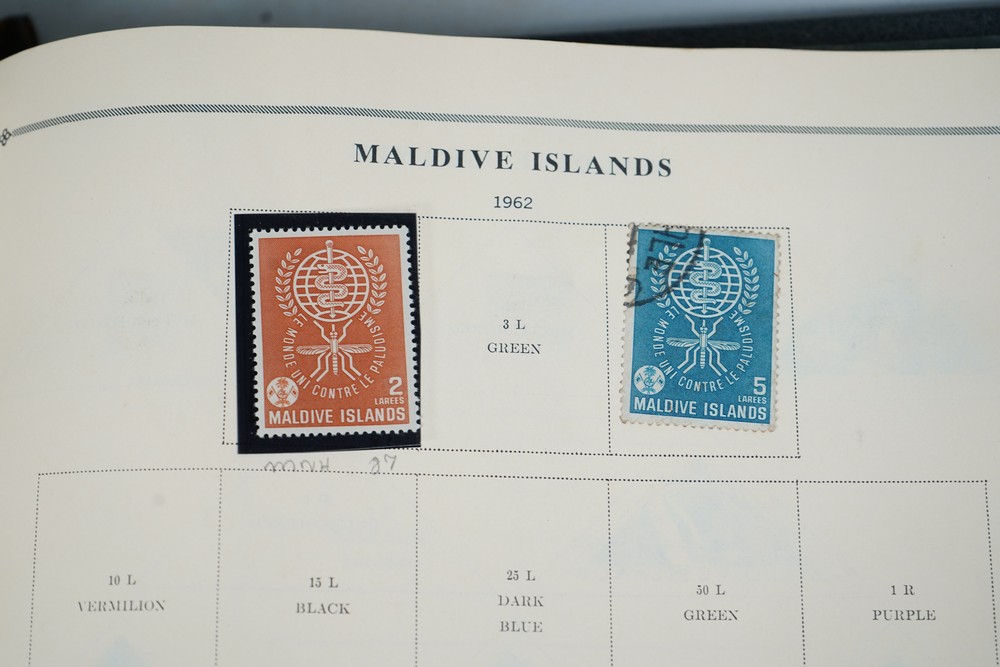 MALDIVE ISLANDS
1962
LE MONDE UNI CONTRE LE PALUDISME
2
LAREES
MALDIVE ISLANDS
3 L
GREEN
LE MONDE UNI CONTRE LE PALUDISME
5
LAREES
MALDIVE ISLANDS
10 L
VERMILION
15 L
BLACK
25 L
DARK
BLUE
50 L
GREEN
1 R
PURPLE